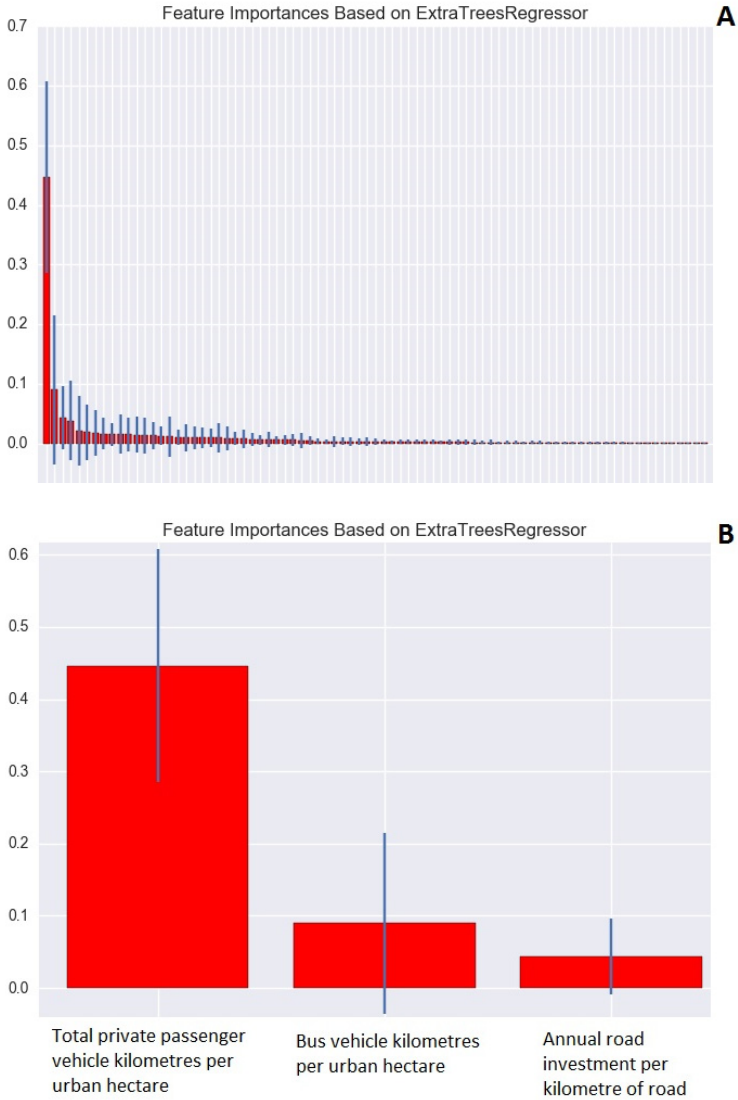 Feature Importances Based on ExtraTreesRegressor
A
0.7
0.6
0.5
0.4
0.3
0.2
0.1
0.0
Feature Importances Based on ExtraTreesRegressor
B
0.6
0.5
0.4
0.3
0.2
0.1
0.0
Total private passenger
vehicle kilometres per
urban hectare
Bus vehicle kilometres
per urban hectare
Annual road
investment per
kilometre of road